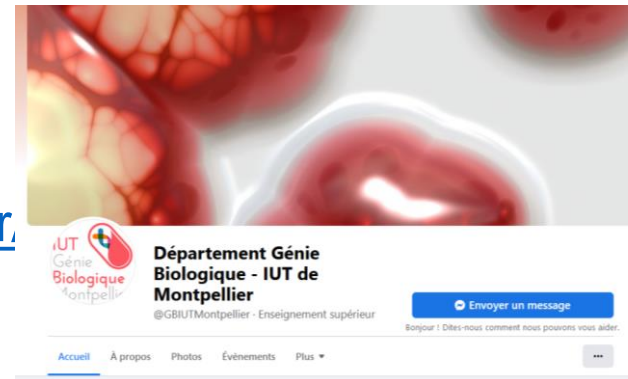 r/
IUT
Génie
Biologique
Montpellier
Département Génie
Biologique - IUT de
Montpellier
@GBIUTMontpellier · Enseignement supérieur
Envoyer un message
Bonjour ! Dites-nous comment nous pouvons vous aider.
Accueil À propos Photos Évènements Plus
...